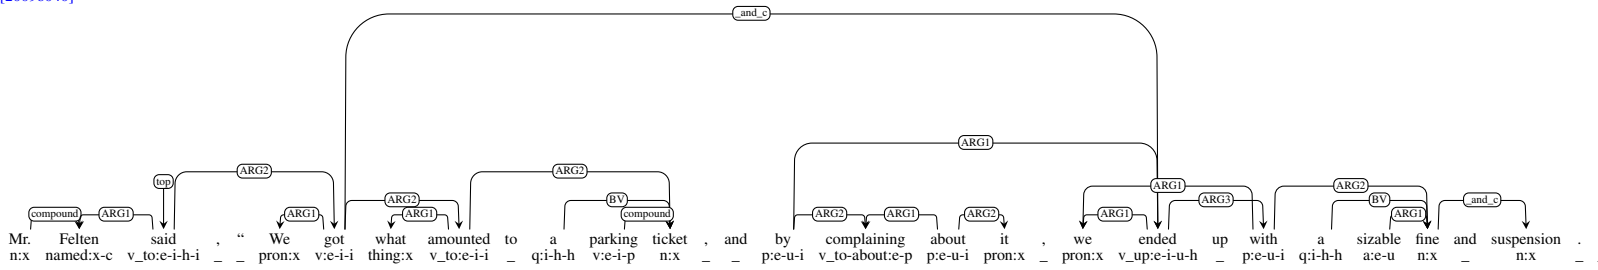 _and_c
ARG1
ARG2 ARG2
top ARG1 ARG2
ARG2 BV ARG3 BV _and_c
compound ARG1 ARG1 ARG1 compound ARG2 ARG1 ARG2 ARG1 ARG1
Mr. Felten said , “ We got what amounted to a parking ticket , and by complaining about it , we ended up with a sizable fine and suspension .
n:x named:x-c v_to:e-i-h-i _ _ pron:x v:e-i-i thing:x v_to:e-i-i _ q:i-h-h v:e-i-p n:x _ _ p:e-u-i v_to-about:e-p p:e-u-i pron:x _ pron:x v_up:e-i-u-h _ p:e-u-i q:i-h-h a:e-u n:x _ n:x _ _